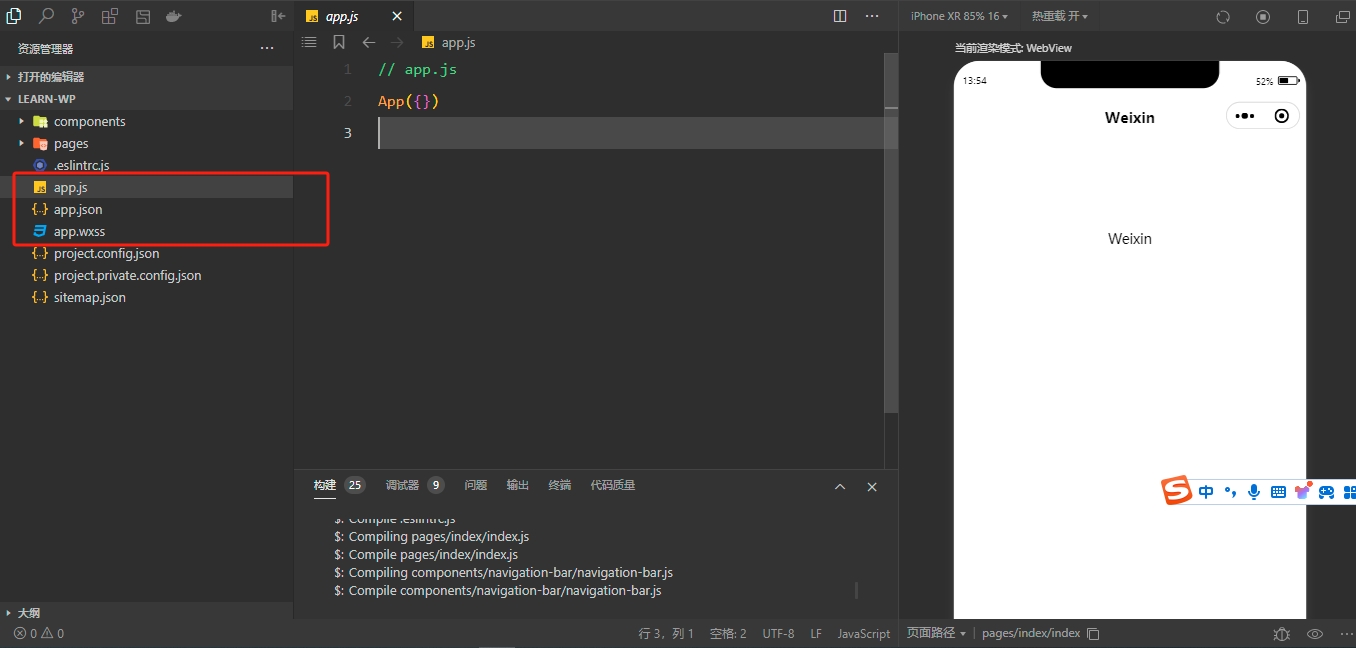 app.js
iPhone XR 85% 16
热重载 开
资源管理器
app.js
当前渲染模式: WebView
打开的编辑器
LEARN-WP
components
pages
.eslintrc.js
app.js
app.json
app.wxss
project.config.json
project.private.config.json
sitemap.json
1 // app.js
2 App({})
3
13:54
52%
Weixin
Weixin
构建 25 调试器 9 问题 输出 终端 代码质量
$: Compile .eslintrc.js
$: Compiling pages/index/index.js
$: Compile pages/index/index.js
$: Compiling components/navigation-bar/navigation-bar.js
$: Compile components/navigation-bar/navigation-bar.js
中
大纲
0 0
行 3，列 1 空格: 2 UTF-8 LF JavaScript
页面路径 pages/index/index